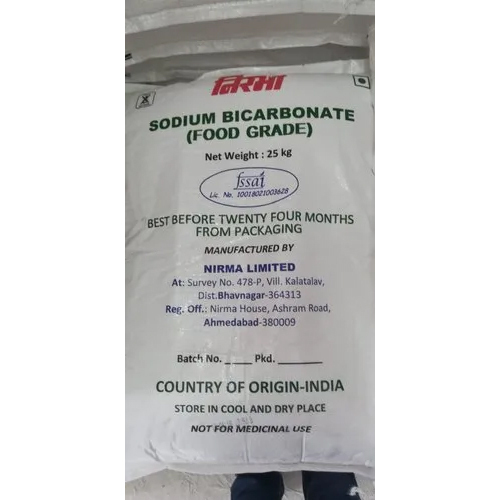 निरमा
SODIUM BICARBONATE
(FOOD GRADE)
Net Weight : 25 kg
fssai
Lic. No. 10018021003628
BEST BEFORE TWENTY FOUR MONTHS
FROM PACKAGING
MANUFACTURED BY
NIRMA LIMITED
At: Survey No. 478-P, Vill. Kalatalav,
Dist.Bhavnagar-364313
Reg. Off.: Nirma House, Ashram Road,
Ahmedabad-380009
Batch No. ____ Pkd. _______
COUNTRY OF ORIGIN-INDIA
STORE IN COOL AND DRY PLACE
NOT FOR MEDICINAL USE